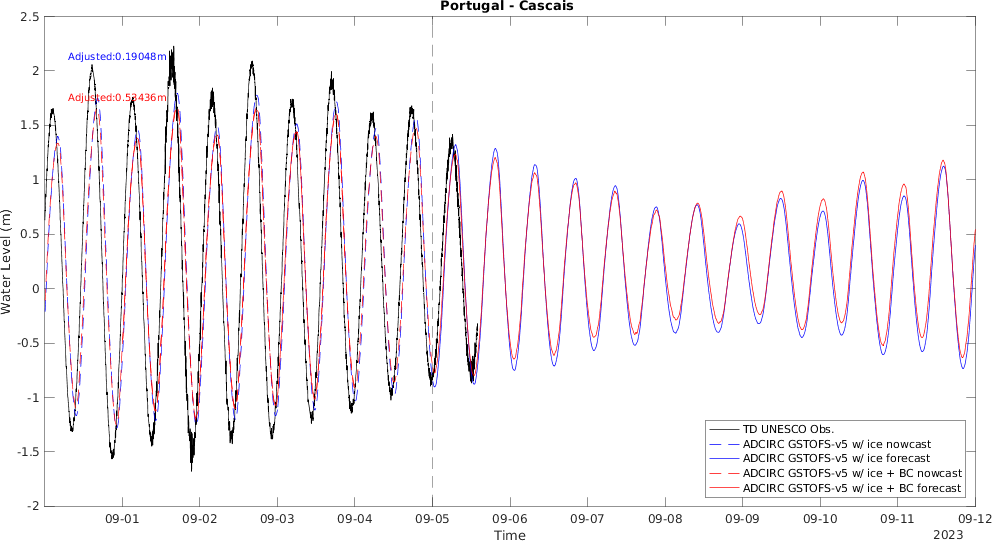 Portugal - Cascais
2.5
2
1.5
1
0.5
0
-0.5
-1
-1.5
-2
Water Level (m)
Adjusted:0.19048m
Adjusted:0.53436m
TD UNESCO Obs.
ADCIRC GSTOFS-v5 w/ ice nowcast
ADCIRC GSTOFS-v5 w/ ice forecast
ADCIRC GSTOFS-v5 w/ ice + BC nowcast
ADCIRC GSTOFS-v5 w/ ice + BC forecast
09-01 09-02 09-03 09-04 09-05 09-06 09-07 09-08 09-09 09-10 09-11 09-12
Time
2023